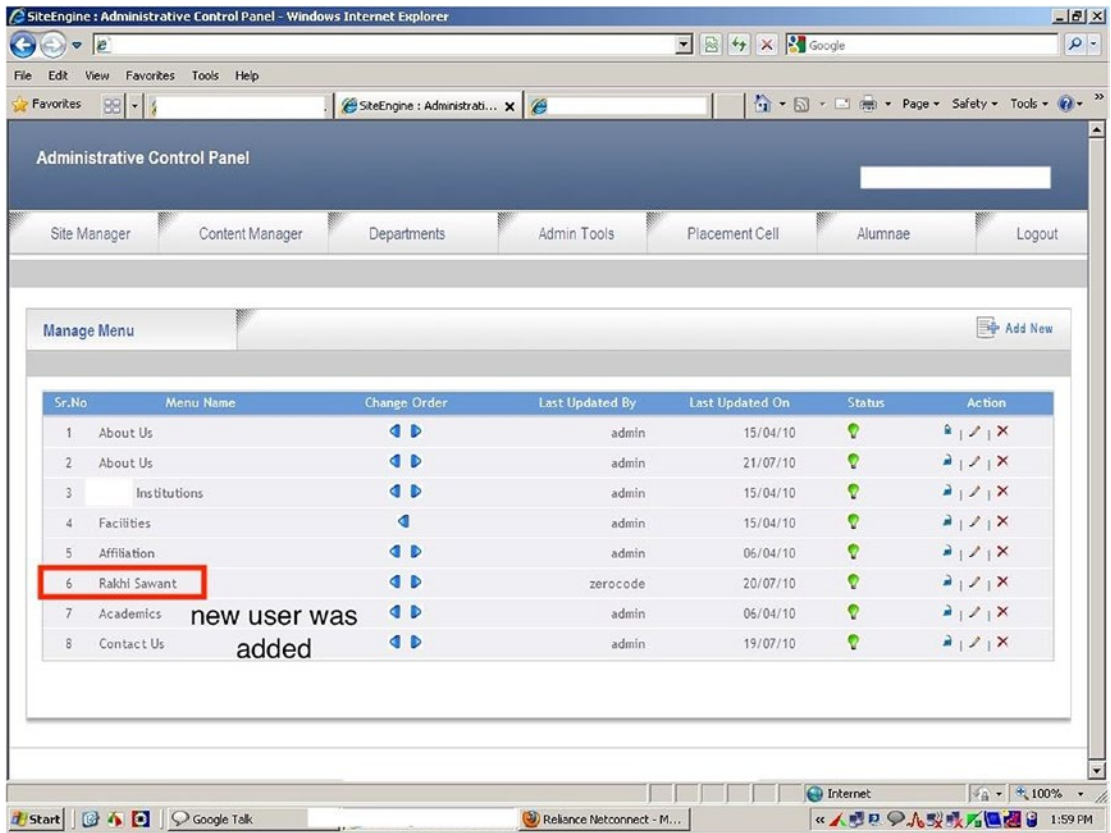 SiteEngine : Administrative Control Panel - Windows Internet Explorer
Google
File Edit View Favorites Tools Help
Favorites SiteEngine : Administrati... Page Safety Tools
Administrative Control Panel
Site Manager Content Manager Departments Admin Tools Placement Cell Alumnae Logout
Manage Menu Add New
Sr.No Menu Name Change Order Last Updated By Last Updated On Status Action
1 About Us admin 15/04/10
2 About Us admin 21/07/10
3 Institutions admin 15/04/10
4 Facilities admin 15/04/10
5 Affiliation admin 06/04/10
6 Rakhi Sawant zerocode 20/07/10
7 Academics admin 06/04/10
8 Contact Us admin 19/07/10
new user was
added
Internet 100%
Start Google Talk Reliance Netconnect - M... 1:59 PM